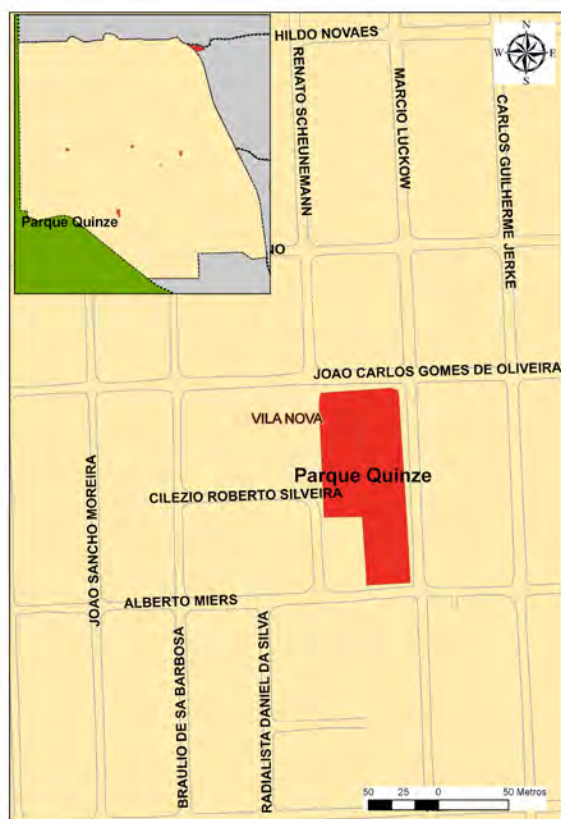 HILDO NOVAES
N
W E
S
RENATO SCHEUNEMANN
MARCIO LUCKOW
CARLOS GUILHERME JERKE
Parque Quinze
NO
JOAO CARLOS GOMES DE OLIVEIRA
VILA NOVA
Parque Quinze
CILEZIO ROBERTO SILVEIRA
JOAO SANCHO MOREIRA
ALBERTO MIERS
BRAULIO DE SA BARBOSA
RADIALISTA DANIEL DA SILVA
50 25 0 50 Metros